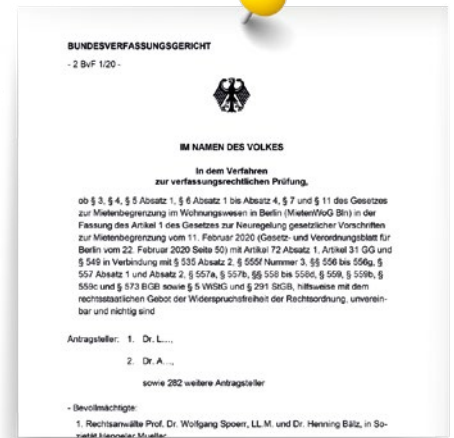 BUNDESVERFASSUNGSGERICHT
- 2 BvF 1/20 -
IM NAMEN DES VOLKES
In dem Verfahren
zur verfassungsrechtlichen Prüfung,
ob § 3, § 4, § 5 Absatz 1, § 6 Absatz 1 bis Absatz 4, § 7 und § 11 des Gesetzes
zur Mietenbegrenzung im Wohnungswesen in Berlin (MietenWoG Bln) in der
Fassung des Artikel 1 des Gesetzes zur Neuregelung gesetzlicher Vorschriften
zur Mietenbegrenzung vom 11. Februar 2020 (Gesetz- und Verordnungsblatt für
Berlin vom 22. Februar 2020 Seite 50) mit Artikel 72 Absatz 1, Artikel 31 GG und
§ 549 in Verbindung mit § 535 Absatz 2, § 555f Nummer 3, §§ 556 bis 556g, §
557 Absatz 1 und Absatz 2, § 557a, § 557b, §§ 558 bis 558d, § 559, § 559b, §
559c und § 573 BGB sowie § 5 WiStG und § 291 StGB, hilfsweise mit dem
rechtsstaatlichen Gebot der Widerspruchsfreiheit der Rechtsordnung, unverein-
bar und nichtig sind
Antragsteller: 1. Dr. L...,
2. Dr. A...,
sowie 282 weitere Antragsteller
- Bevollmächtigte:
1. Rechtsanwälte Prof. Dr. Wolfgang Spoerr, LL.M. und Dr. Henning Bälz, in So-
zietät Hengeler Mueller